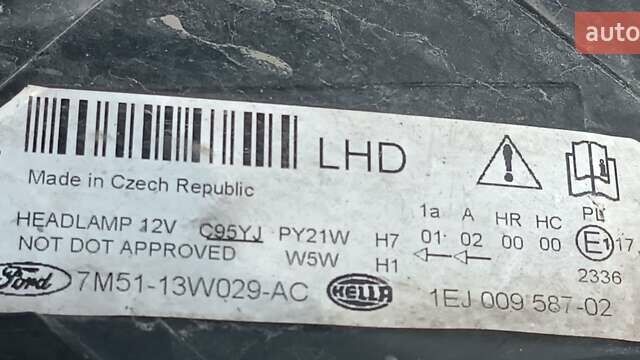 auto
LHD
Made in Czech Republic
1a A HR HC PL
HEADLAMP 12V C95YJ PY21W H7 01 02 00 00 E1 17
NOT DOT APPROVED W5W H1
2336
Ford 7M51-13W029-AC HELLA 1EJ 009 587-02